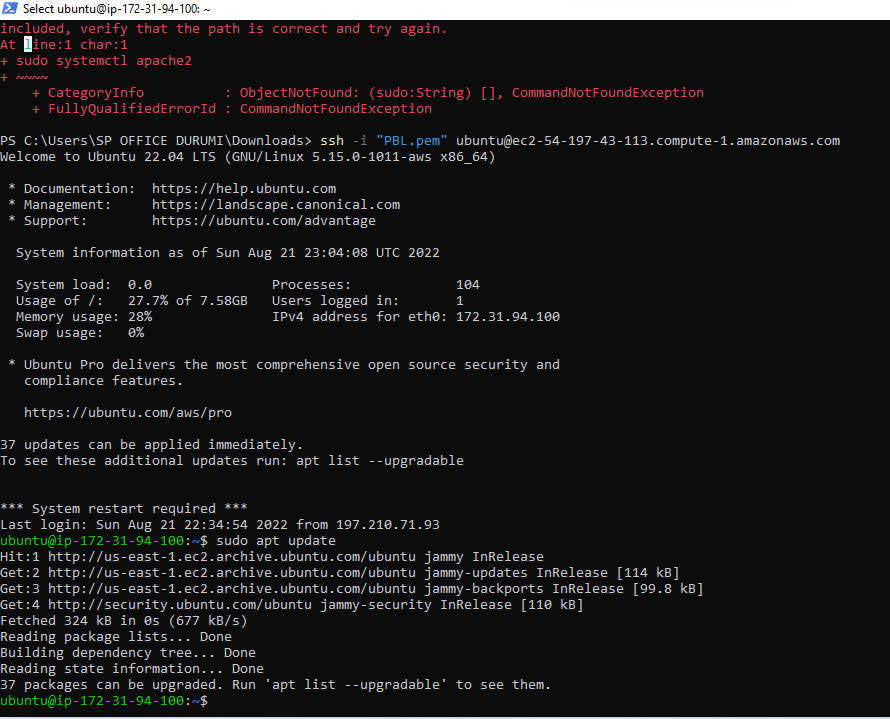 Select ubuntu@ip-172-31-94-100: ~
included, verify that the path is correct and try again.
At line:1 char:1
+ sudo systemctl apache2
+ ~~~~
    + CategoryInfo          : ObjectNotFound: (sudo:String) [], CommandNotFoundException
    + FullyQualifiedErrorId : CommandNotFoundException
PS C:\Users\SP OFFICE DURUMI\Downloads> ssh -i "PBL.pem" ubuntu@ec2-54-197-43-113.compute-1.amazonaws.com
Welcome to Ubuntu 22.04 LTS (GNU/Linux 5.15.0-1011-aws x86_64)
 * Documentation:  https://help.ubuntu.com
 * Management:     https://landscape.canonical.com
 * Support:        https://ubuntu.com/advantage
  System information as of Sun Aug 21 23:04:08 UTC 2022
  System load:  0.0               Processes:             104
  Usage of /:   27.7% of 7.58GB   Users logged in:       1
  Memory usage: 28%               IPv4 address for eth0: 172.31.94.100
  Swap usage:   0%
 * Ubuntu Pro delivers the most comprehensive open source security and
   compliance features.
   https://ubuntu.com/aws/pro
37 updates can be applied immediately.
To see these additional updates run: apt list --upgradable
*** System restart required ***
Last login: Sun Aug 21 22:34:54 2022 from 197.210.71.93
ubuntu@ip-172-31-94-100:~$ sudo apt update
Hit:1 http://us-east-1.ec2.archive.ubuntu.com/ubuntu jammy InRelease
Get:2 http://us-east-1.ec2.archive.ubuntu.com/ubuntu jammy-updates InRelease [114 kB]
Get:3 http://us-east-1.ec2.archive.ubuntu.com/ubuntu jammy-backports InRelease [99.8 kB]
Get:4 http://security.ubuntu.com/ubuntu jammy-security InRelease [110 kB]
Fetched 324 kB in 0s (677 kB/s)
Reading package lists... Done
Building dependency tree... Done
Reading state information... Done
37 packages can be upgraded. Run 'apt list --upgradable' to see them.
ubuntu@ip-172-31-94-100:~$